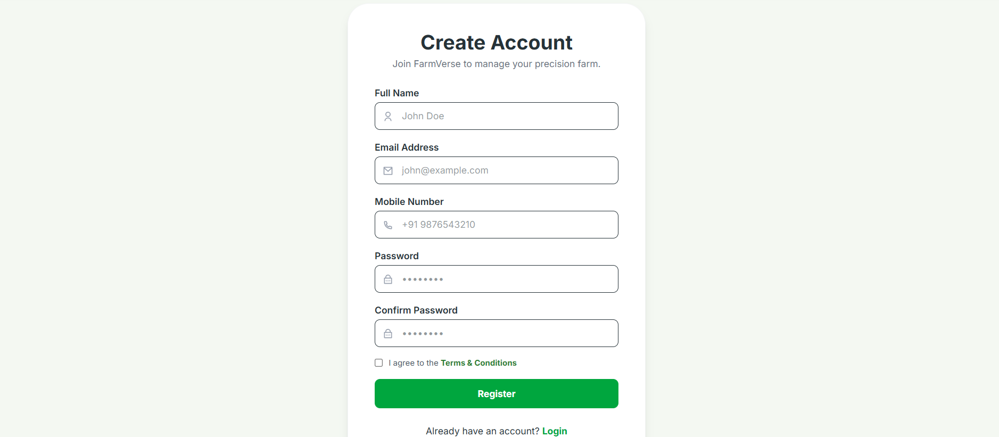 Create Account
Join FarmVerse to manage your precision farm.
Full Name
John Doe
Email Address
john@example.com
Mobile Number
+91 9876543210
Password
••••••••
Confirm Password
••••••••
I agree to the Terms & Conditions
Register
Already have an account? Login